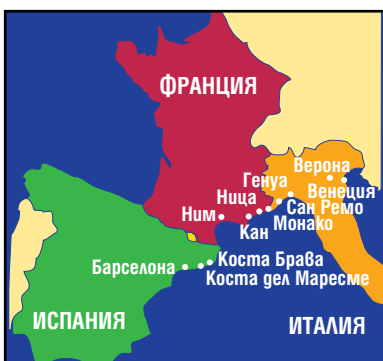 ФРАНЦИЯ
Верона
Генуа
Венеция
Ница
Сан Ремо
Ним
Монако
Кан
Коста Брава
Барселона
Коста дел Маресме
ИСПАНИЯ
ИТАЛИЯ